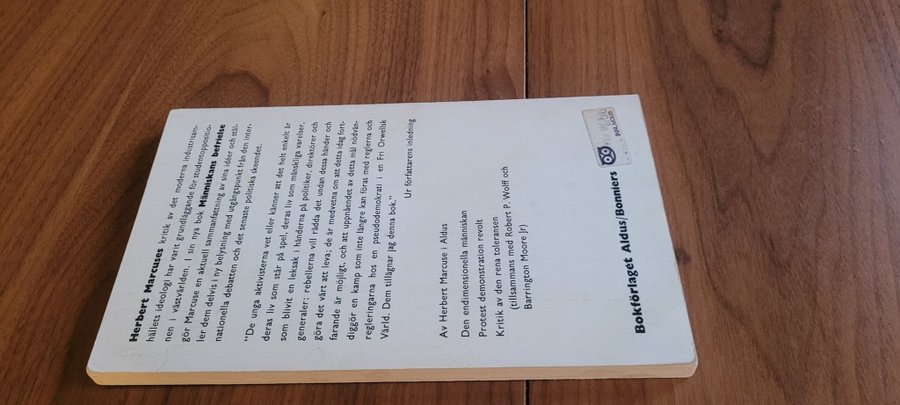 Herbert Marcuses kritik av det moderna industrisam-
hällets ideologi har varit grundläggande för studentoppositio-
nen i västvärlden. I sin nya bok Människans befrielse
gör Marcuse en aktuell sammanfattning av sina idéer och stäl-
ler dem delvis i ny belysning med utgångspunkt från den inter-
nationella debatten och det senaste politiska skeendet.
"De unga aktivisterna vet eller känner att det helt enkelt är
deras liv som står på spel, deras liv som mänskliga varelser,
som blivit en leksak i händerna på politiker, direktörer och
generaler: rebellerna vill rädda det undan dessa händer och
göra det värt att leva; de är medvetna om att detta idag fort-
farande är möjligt, och att uppnåendet av detta mål nödvän-
diggör en kamp som inte längre kan föras med reglerna och
regleringarna hos en pseudodemokrati i en Fri Orwellsk
Värld. Dem tillägnar jag denna bok."
Ur författarens inledning
Av Herbert Marcuse i Aldus
Den endimensionella människan
Protest demonstration revolt
Kritik av den rena toleransen
(tillsammans med Robert P. Wolff och
Barrington Moore Jr)
Bokförlaget Aldus/Bonniers